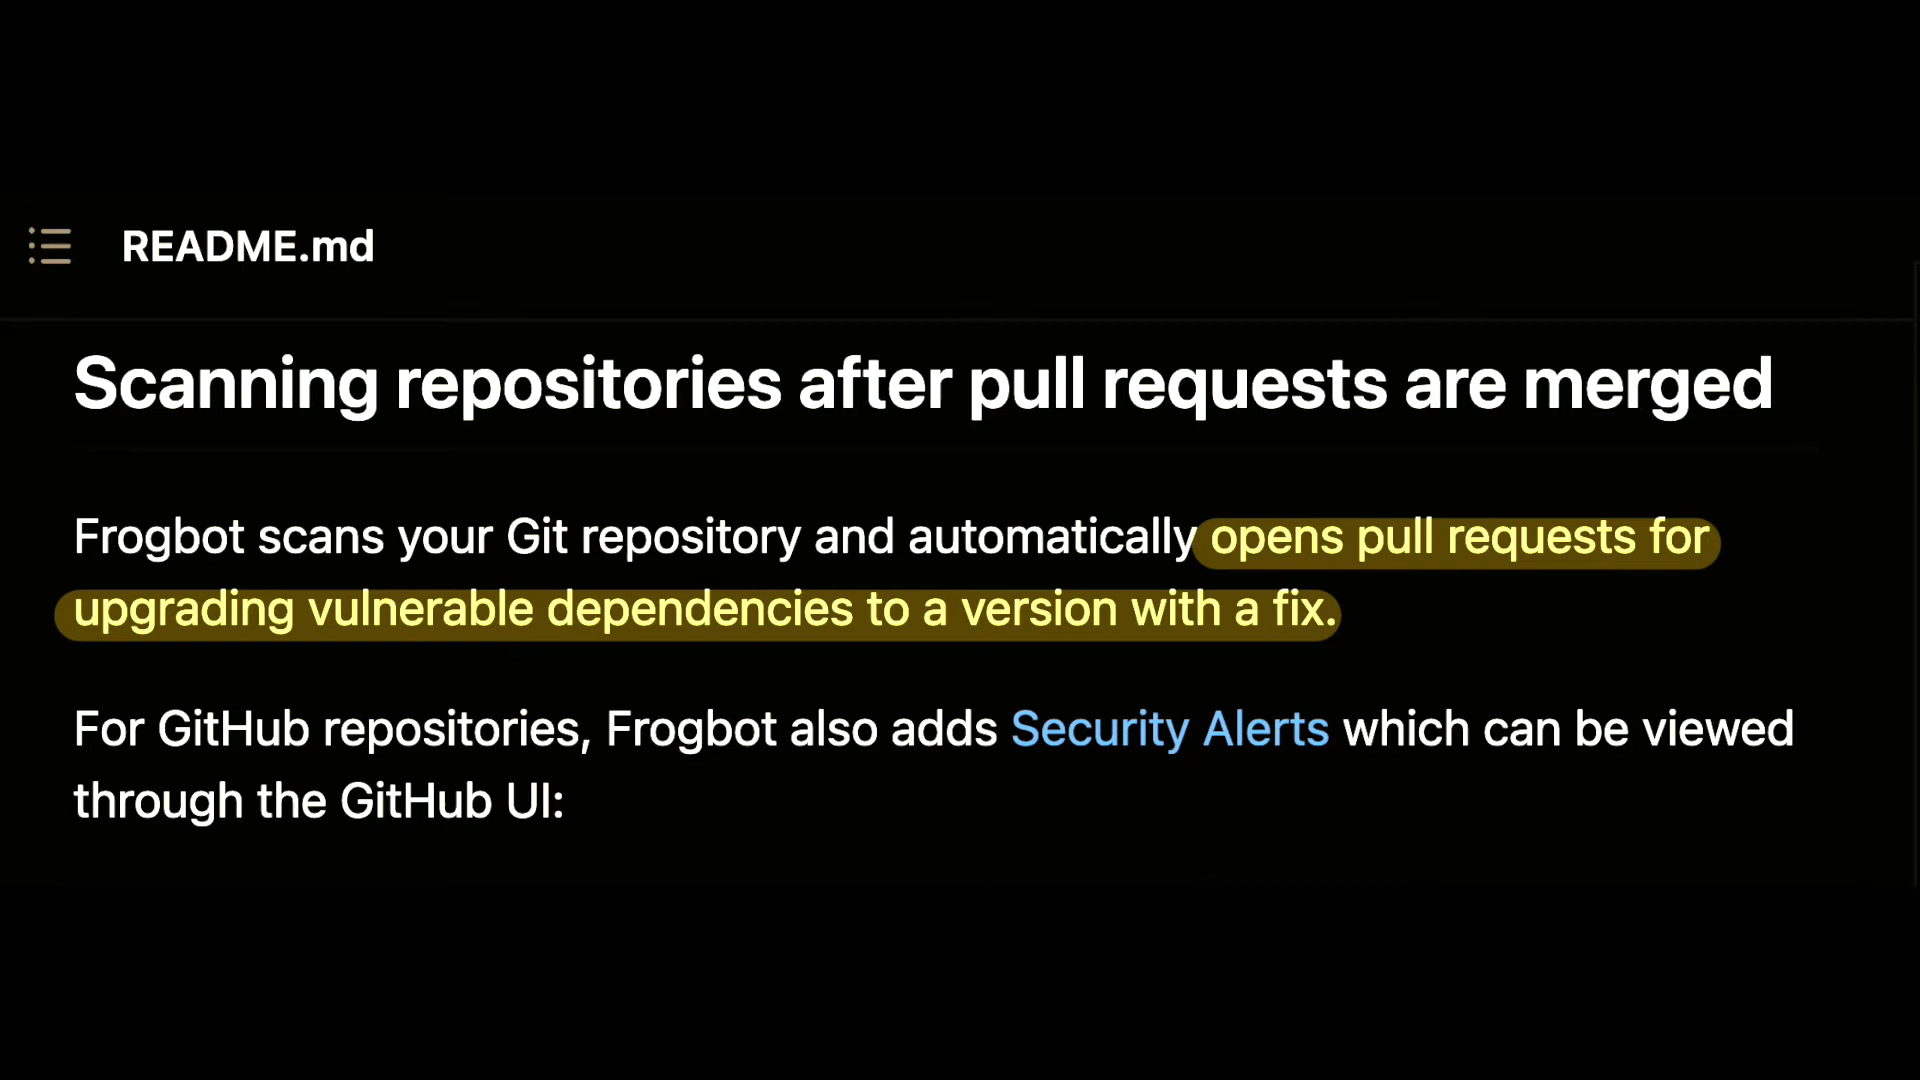 README.md
Scanning repositories after pull requests are merged
Frogbot scans your Git repository and automatically opens pull requests for
upgrading vulnerable dependencies to a version with a fix.
For GitHub repositories, Frogbot also adds Security Alerts which can be viewed
through the GitHub UI: